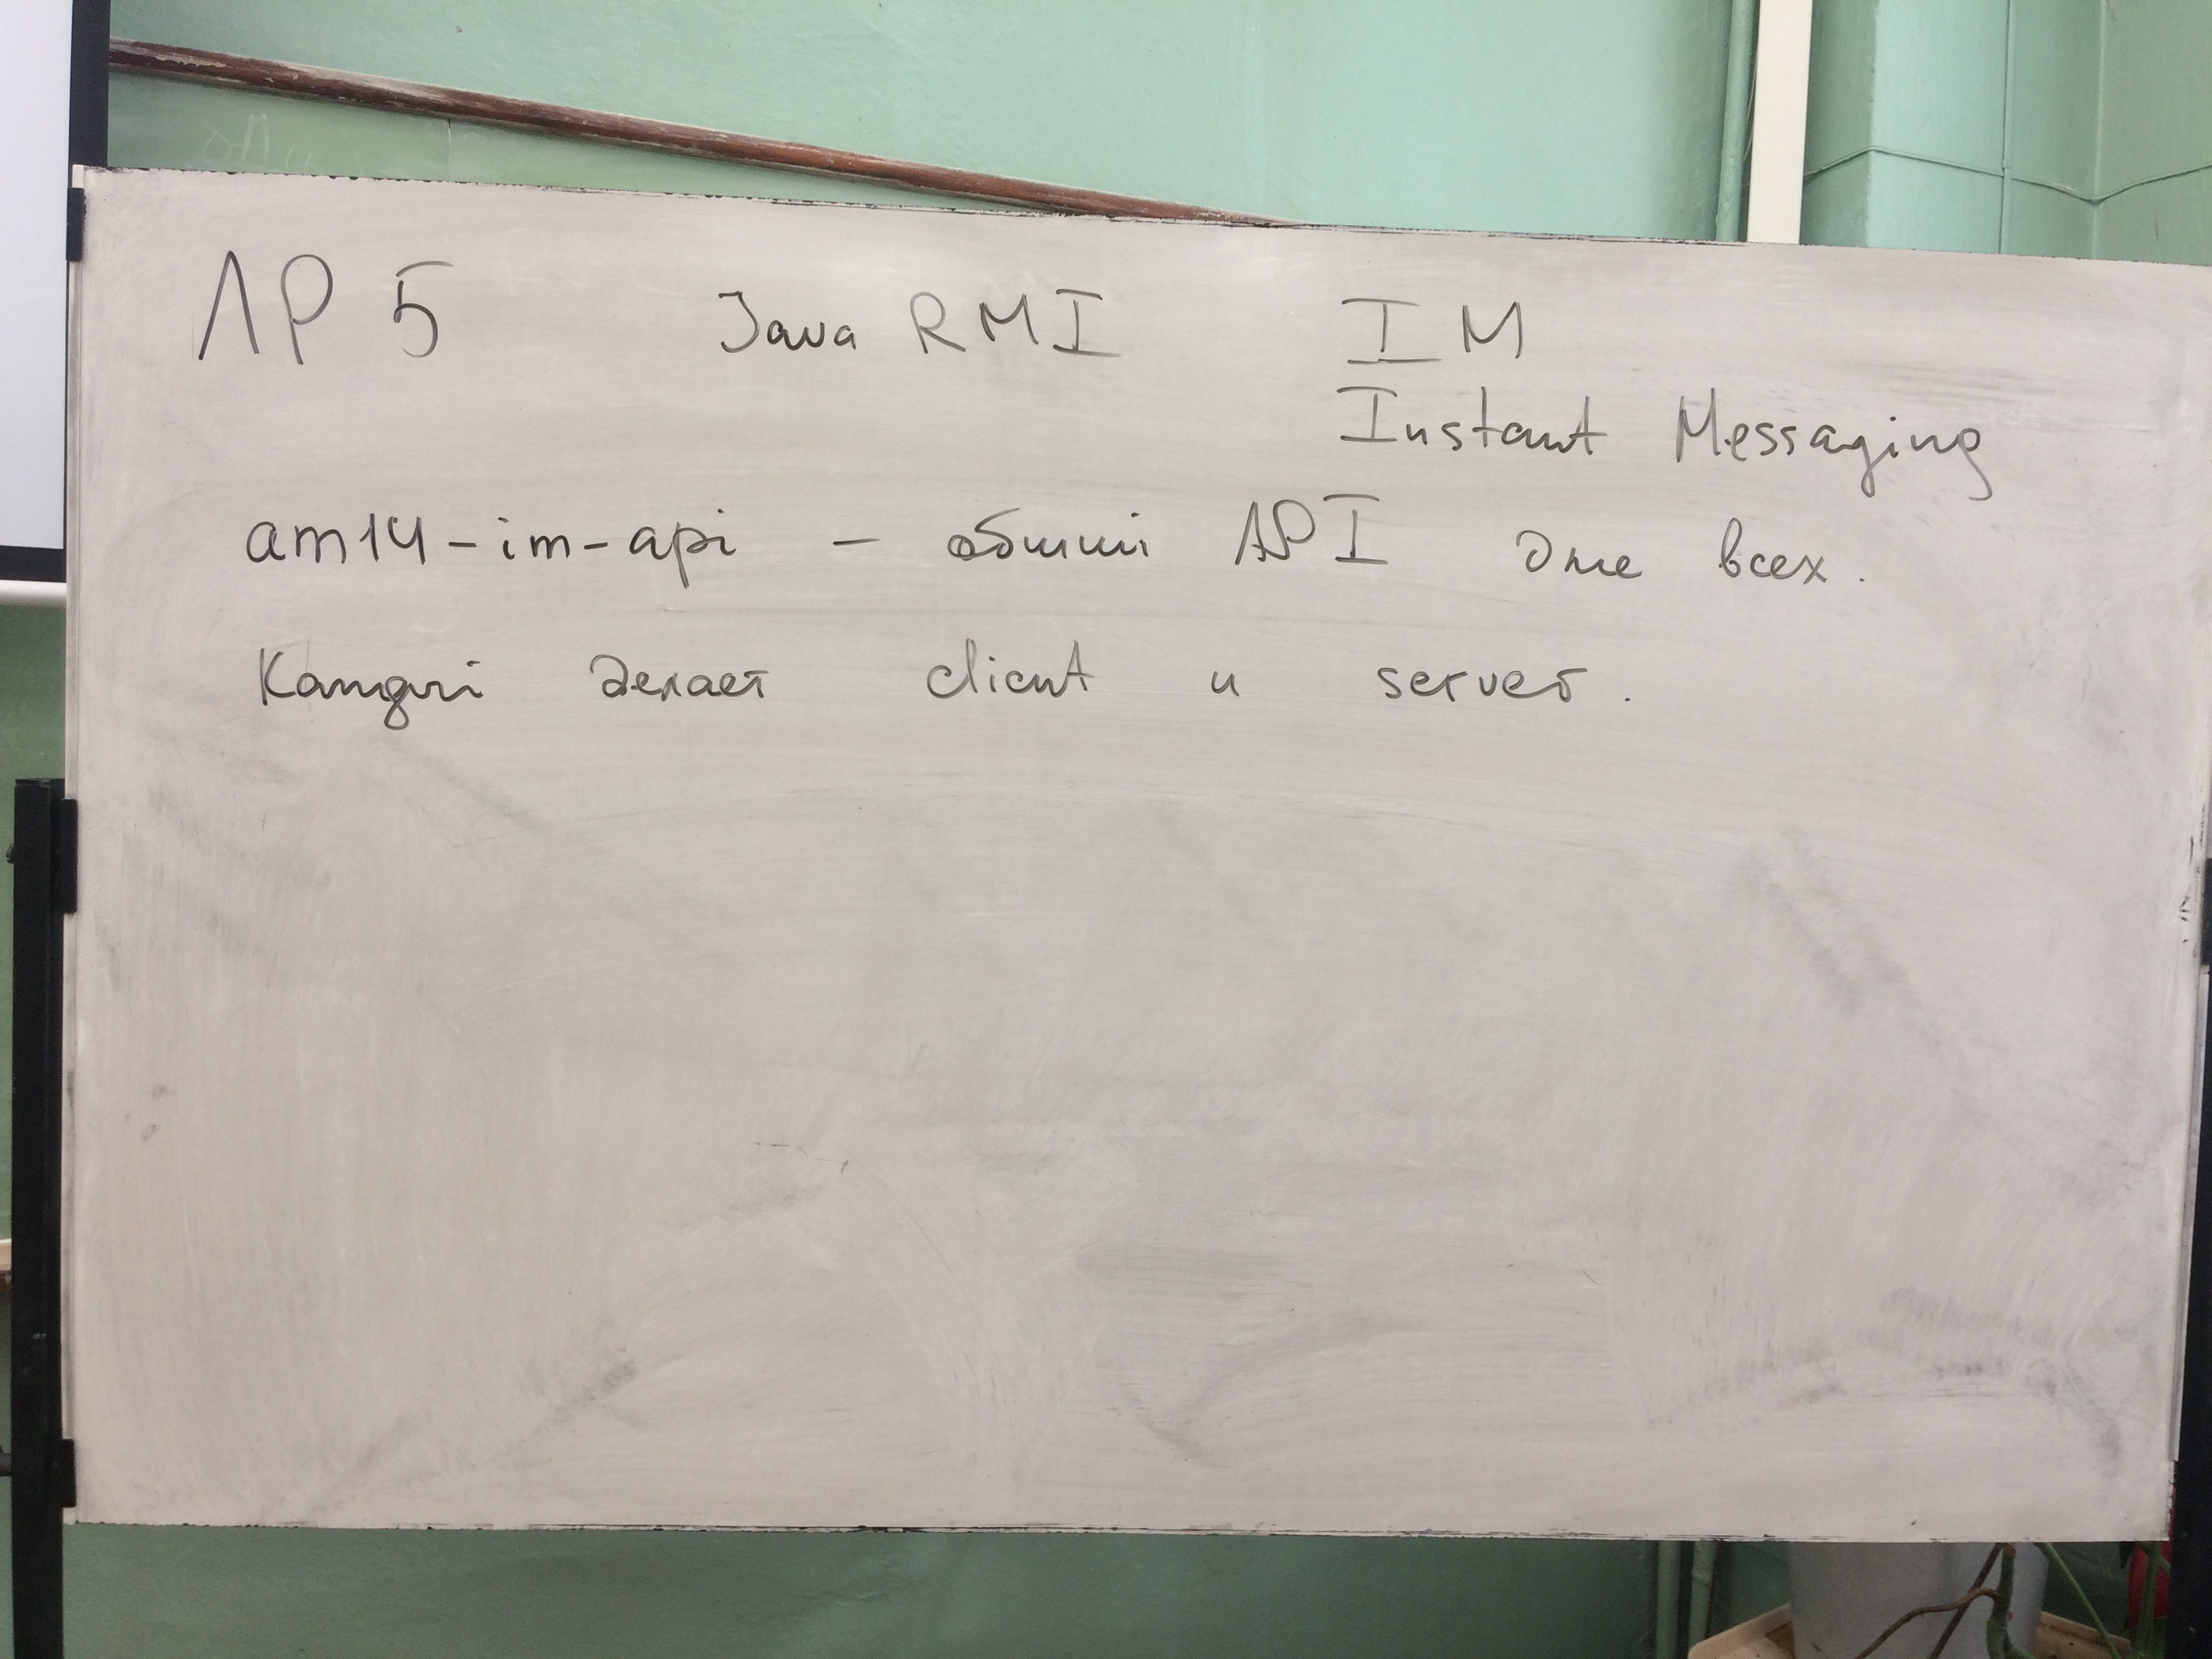 ЛР 5 Java RMI IM
Instant Messaging
am14-im-api – общий API для всех.
Каждый делает client и server.